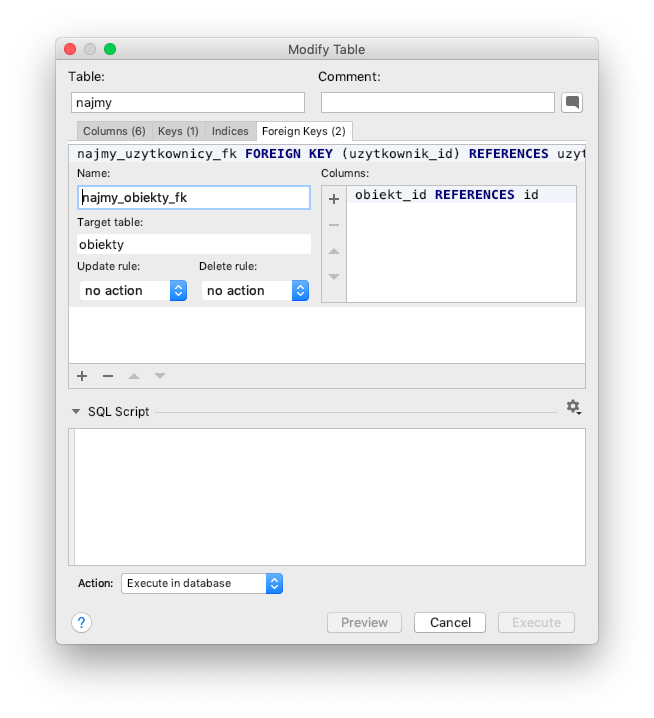 Modify Table
Table: Comment:
najmy
Columns (6) Keys (1) Indices Foreign Keys (2)
najmy_uzytkownicy_fk FOREIGN KEY (uzytkownik_id) REFERENCES uzyt
Name: Columns:
najmy_obiekty_fk
obiekt_id REFERENCES id
Target table:
obiekty
Update rule: Delete rule:
no action no action
SQL Script
Action: Execute in database
? Preview Cancel Execute